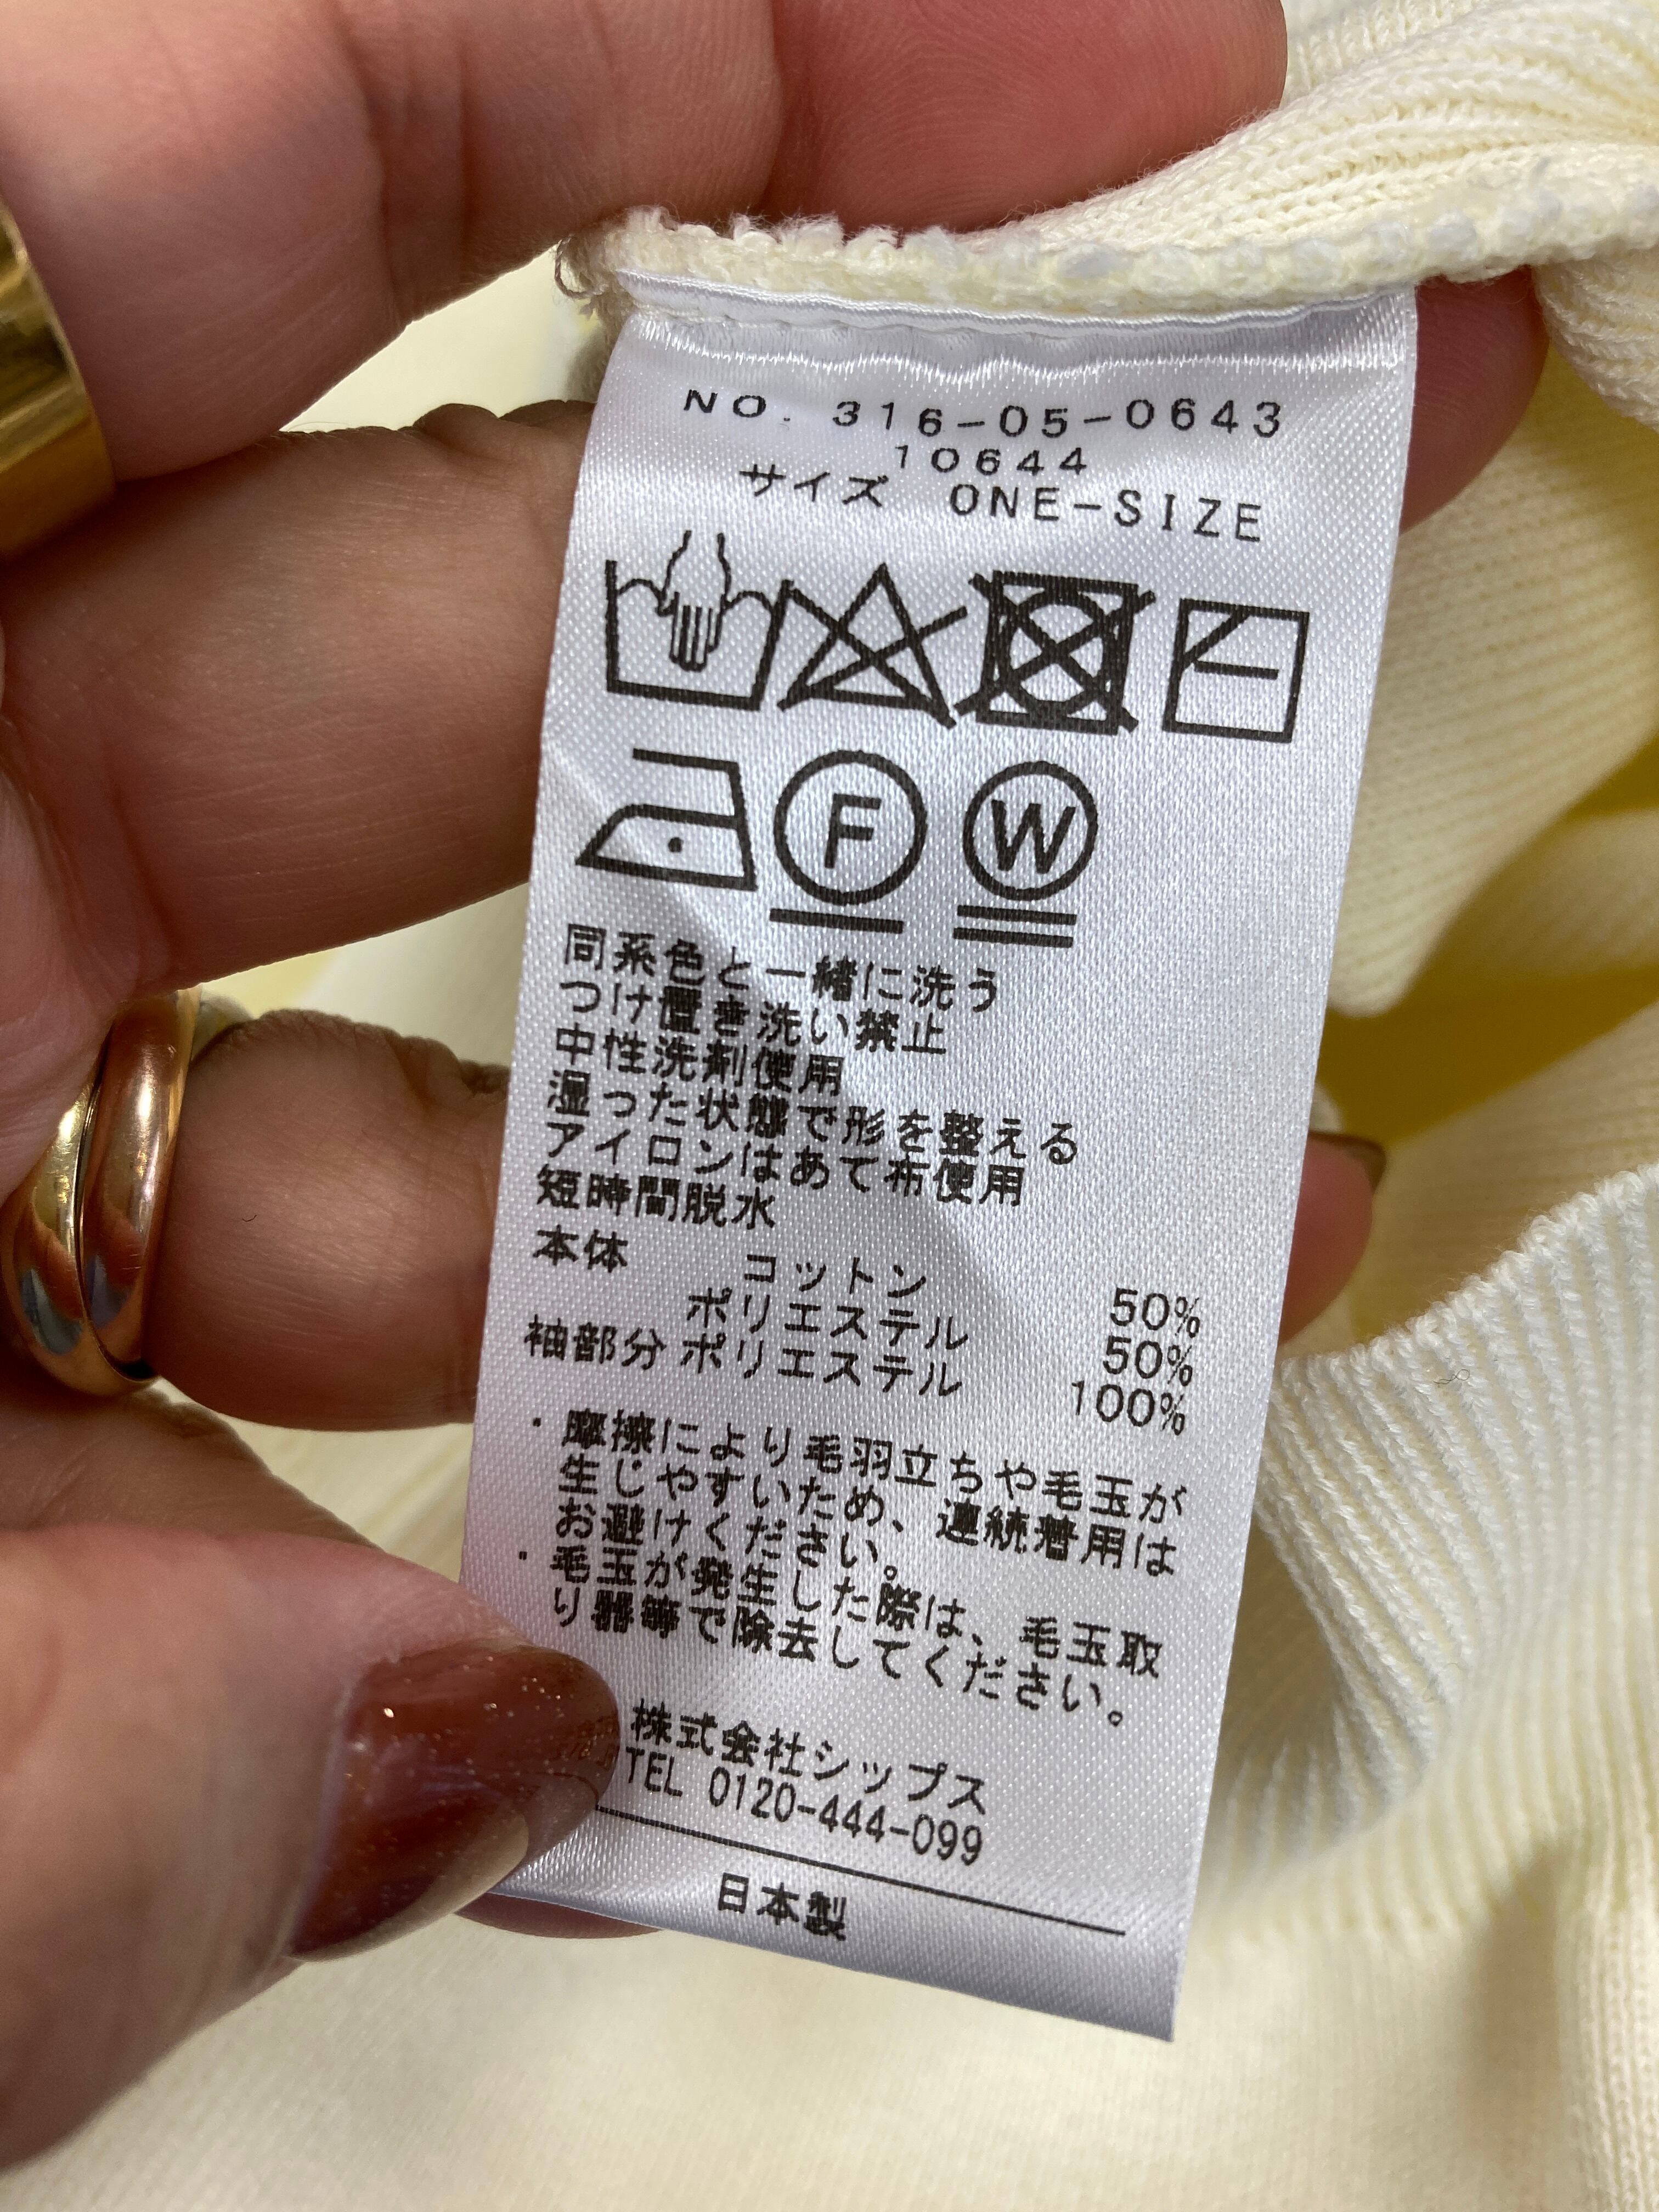 NO. 316-05-0643
10644
サイズ ONE-SIZE
F W
同系色と一緒に洗う
つけ置き洗い禁止
中性洗剤使用
湿った状態で形を整える
アイロンはあて布使用
短時間脱水
本体 コットン 50%
ポリエステル 50%
袖部分 ポリエステル 100%
・摩擦により毛羽立ちや毛玉が
生じやすいため、連続着用は
お避けください。
・毛玉が発生した際は、毛玉取
り器等で除去してください。
株式会社シップス
TEL 0120-444-099
日本製